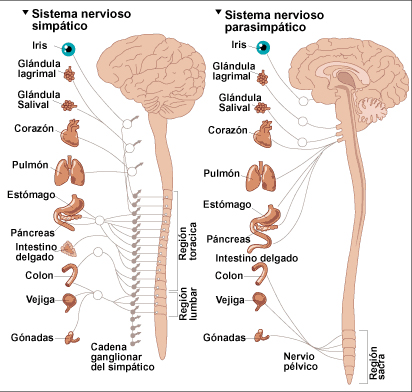 Sistema nervioso
simpático
Iris
Glándula
lagrimal
Glándula
Salival
Corazón
Pulmón
Estómago
Páncreas
Intestino
delgado
Colon
Vejiga
Gónadas
Región
toracica
Región
lumbar
Cadena
ganglionar
del simpático
Sistema nervioso
parasimpático
Iris
Glándula
lagrimal
Glándula
Salival
Corazón
Pulmón
Estómago
Páncreas
Intestino delgado
Colon
Vejiga
Gónadas
Nervio
pélvico
Región
sacra